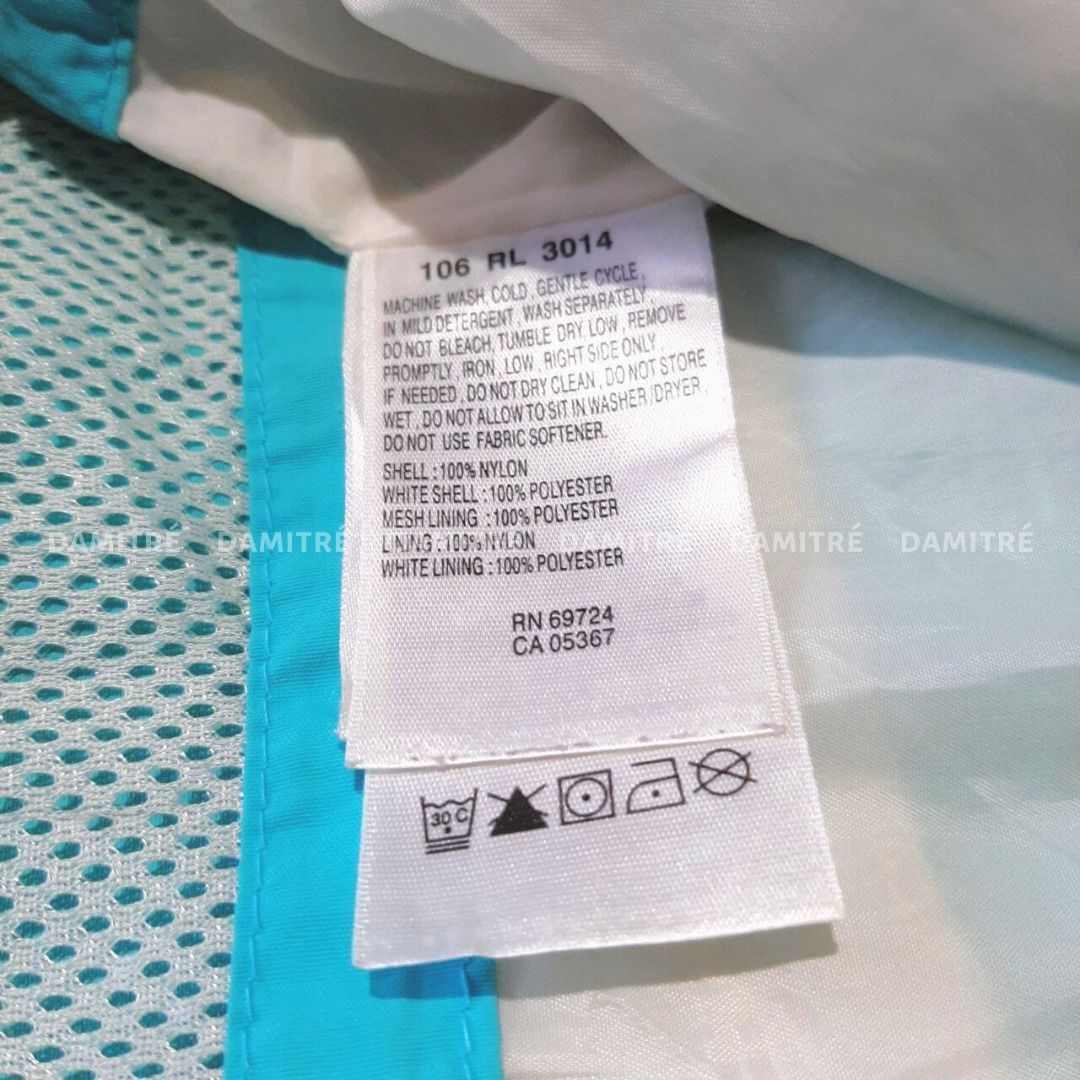 106 RL 3014
MACHINE WASH, COLD, GENTLE CYCLE,
IN MILD DETERGENT, WASH SEPARATELY,
DO NOT BLEACH, TUMBLE DRY LOW, REMOVE
PROMPTLY, IRON, LOW, RIGHT SIDE ONLY
IF NEEDED, DO NOT DRY CLEAN, DO NOT STORE
WET, DO NOT ALLOW TO SIT IN WASHER/DRYER.
DO NOT USE FABRIC SOFTENER.
SHELL : 100% NYLON
WHITE SHELL : 100% POLYESTER
MESH LINING : 100% POLYESTER
LINING : 100% NYLON
WHITE LINING : 100% POLYESTER
DAMITRÉ DAMITRÉ DAMITRÉ DAMITRÉ DAMITRÉ DAMITRÉ
RN 69724
CA 05367
30 C